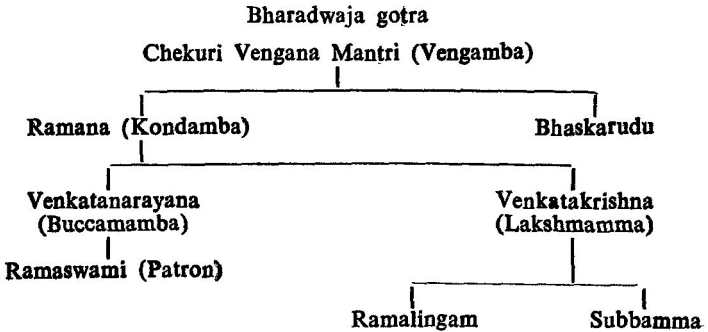 Bharadwaja gotra
Chekuri Vengana Mantri (Vengamba)
Ramana (Kondamba)
Bhaskarudu
Venkatanarayana
(Buccamamba)
Venkatakrishna
(Lakshmamma)
Ramaswami (Patron)
Ramalingam
Subbamma